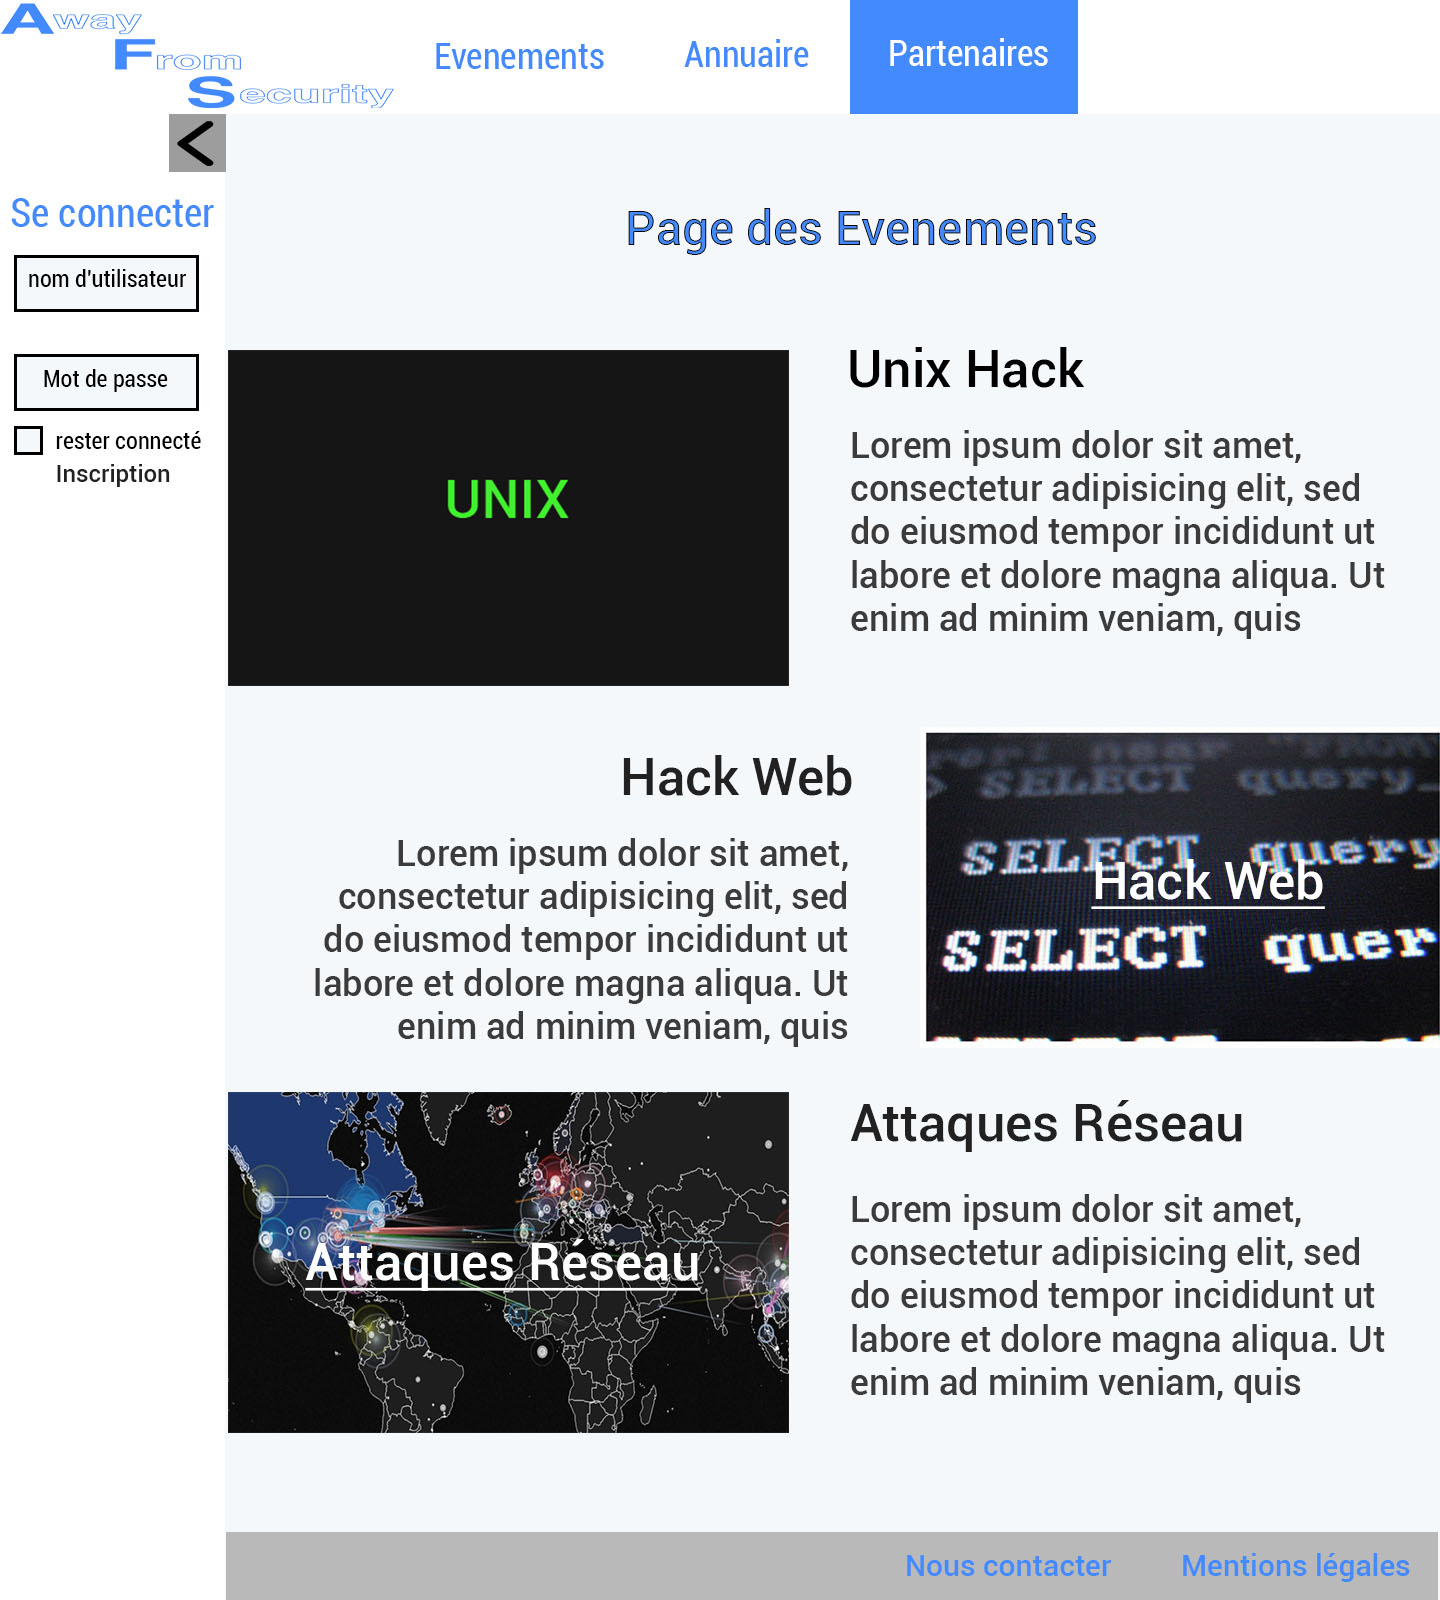 Away
From
Security
Evenements
Annuaire
Partenaires
<
Se connecter
nom d'utilisateur
Mot de passe
rester connecté
Inscription
Page des Evenements
UNIX
Unix Hack
Lorem ipsum dolor sit amet,
consectetur adipisicing elit, sed
do eiusmod tempor incididunt ut
labore et dolore magna aliqua. Ut
enim ad minim veniam, quis
Hack Web
Lorem ipsum dolor sit amet,
consectetur adipisicing elit, sed
do eiusmod tempor incididunt ut
labore et dolore magna aliqua. Ut
enim ad minim veniam, quis
SELECT query_
SELECT query
Hack Web
SELECT quer
Attaques Réseau
Attaques Réseau
Lorem ipsum dolor sit amet,
consectetur adipisicing elit, sed
do eiusmod tempor incididunt ut
labore et dolore magna aliqua. Ut
enim ad minim veniam, quis
Nous contacter
Mentions légales